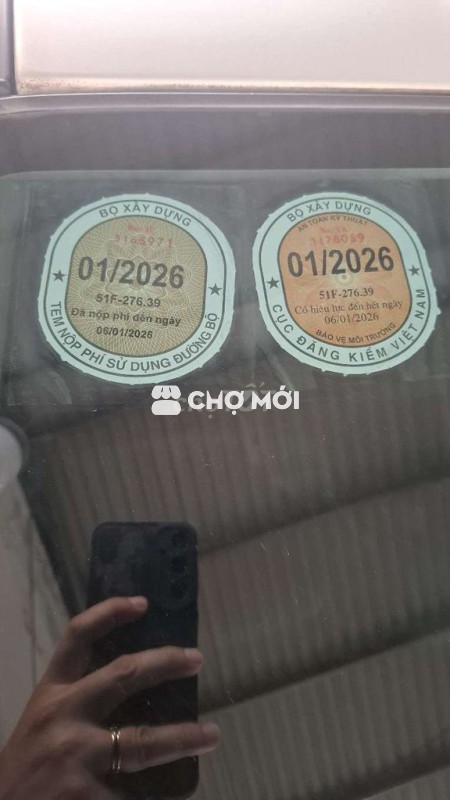 BỘ XÂY DỰNG
3165971
01/2026
51F-276.39
Đã nộp phí đến ngày
06/01/2026
TEM NỘP PHÍ SỬ DỤNG ĐƯỜNG BỘ
BỘ XÂY DỰNG
AN TOÀN KỸ THUẬT
01/2026
51F-276.39
Có hiệu lực đến hết ngày
06/01/2026
BẢO VỆ MÔI TRƯỜNG
CỤC ĐĂNG KIỂM VIỆT NAM
CHỢ MỚI